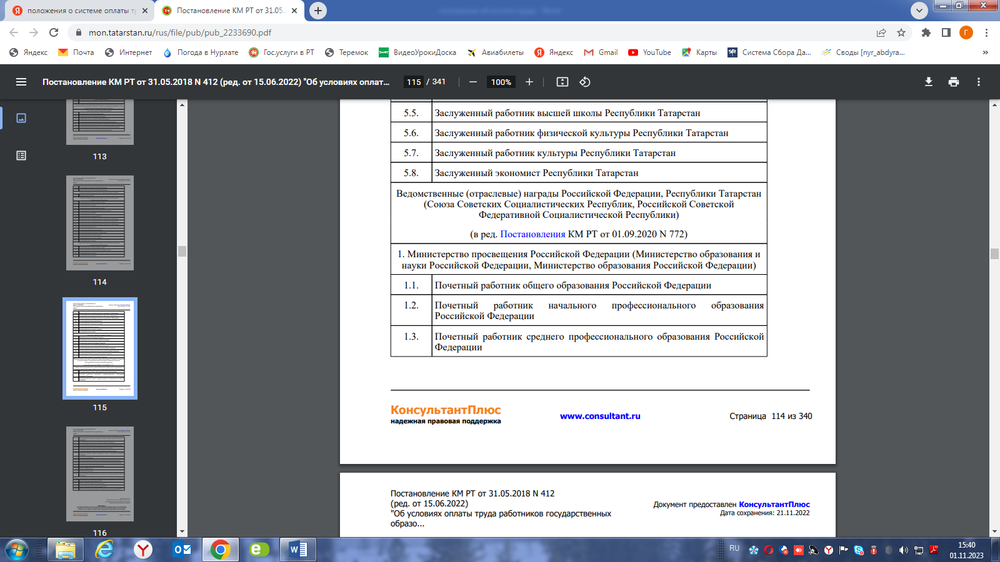 положения о системе оплаты тр
Постановление КМ РТ от 31.05.
mon.tatarstan.ru/rus/file/pub/pub_2233690.pdf
Г
Яндекс
Почта
Интернет
Погода в Нурлате
Гос.услуги в РТ
Теремок
ВидеоУрокиДоска
Авиабилеты
Яндекс
Gmail
YouTube
Карты
Система Сбора Да...
Своды [nyr_abdyra...
»
Постановление КМ РТ от 31.05.2018 N 412 (ред. от 15.06.2022) "Об условиях оплат...
115 / 341
100%
113
114
115
116
5.5. Заслуженный работник высшей школы Республики Татарстан
5.6. Заслуженный работник физической культуры Республики Татарстан
5.7. Заслуженный работник культуры Республики Татарстан
5.8. Заслуженный экономист Республики Татарстан
Ведомственные (отраслевые) награды Российской Федерации, Республики Татарстан
(Союза Советских Социалистических Республик, Российской Советской
Федеративной Социалистической Республики)
(в ред. Постановления КМ РТ от 01.09.2020 N 772)
1. Министерство просвещения Российской Федерации (Министерство образования и
науки Российской Федерации, Министерство образования Российской Федерации)
1.1. Почетный работник общего образования Российской Федерации
1.2. Почетный работник начального профессионального образования
Российской Федерации
1.3. Почетный работник среднего профессионального образования Российской
Федерации
КонсультантПлюс
надежная правовая поддержка
www.consultant.ru
Страница 114 из 340
Постановление КМ РТ от 31.05.2018 N 412
(ред. от 15.06.2022)
"Об условиях оплаты труда работников государственных
образо...
Документ предоставлен КонсультантПлюс
Дата сохранения: 21.11.2022
RU
15:40
01.11.2023